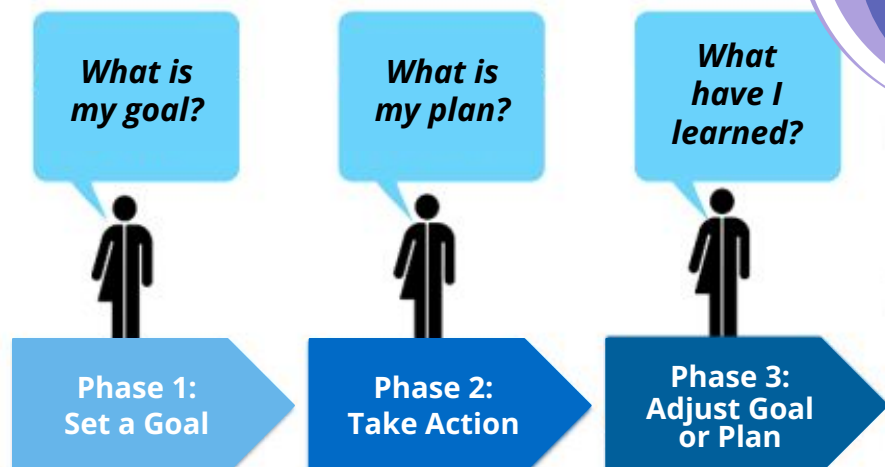 What is
my goal?
What is
my plan?
What
have I
learned?
Phase 1:
Set a Goal
Phase 2:
Take Action
Phase 3:
Adjust Goal
or Plan